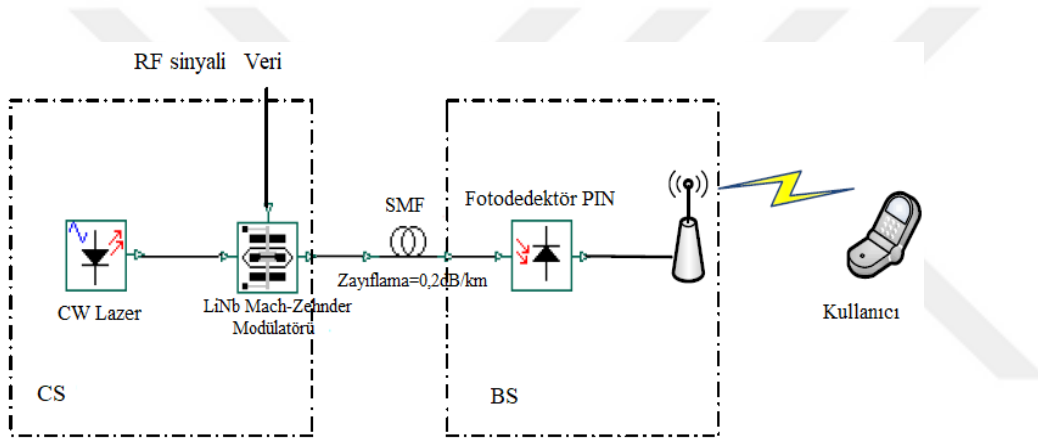 RF sinyali Veri
SMF
Fotodedektör PIN
Zayıflama=0,2dB/km
CW Lazer
LiNb Mach-Zehnder
Modülatörü
Kullanıcı
CS
BS